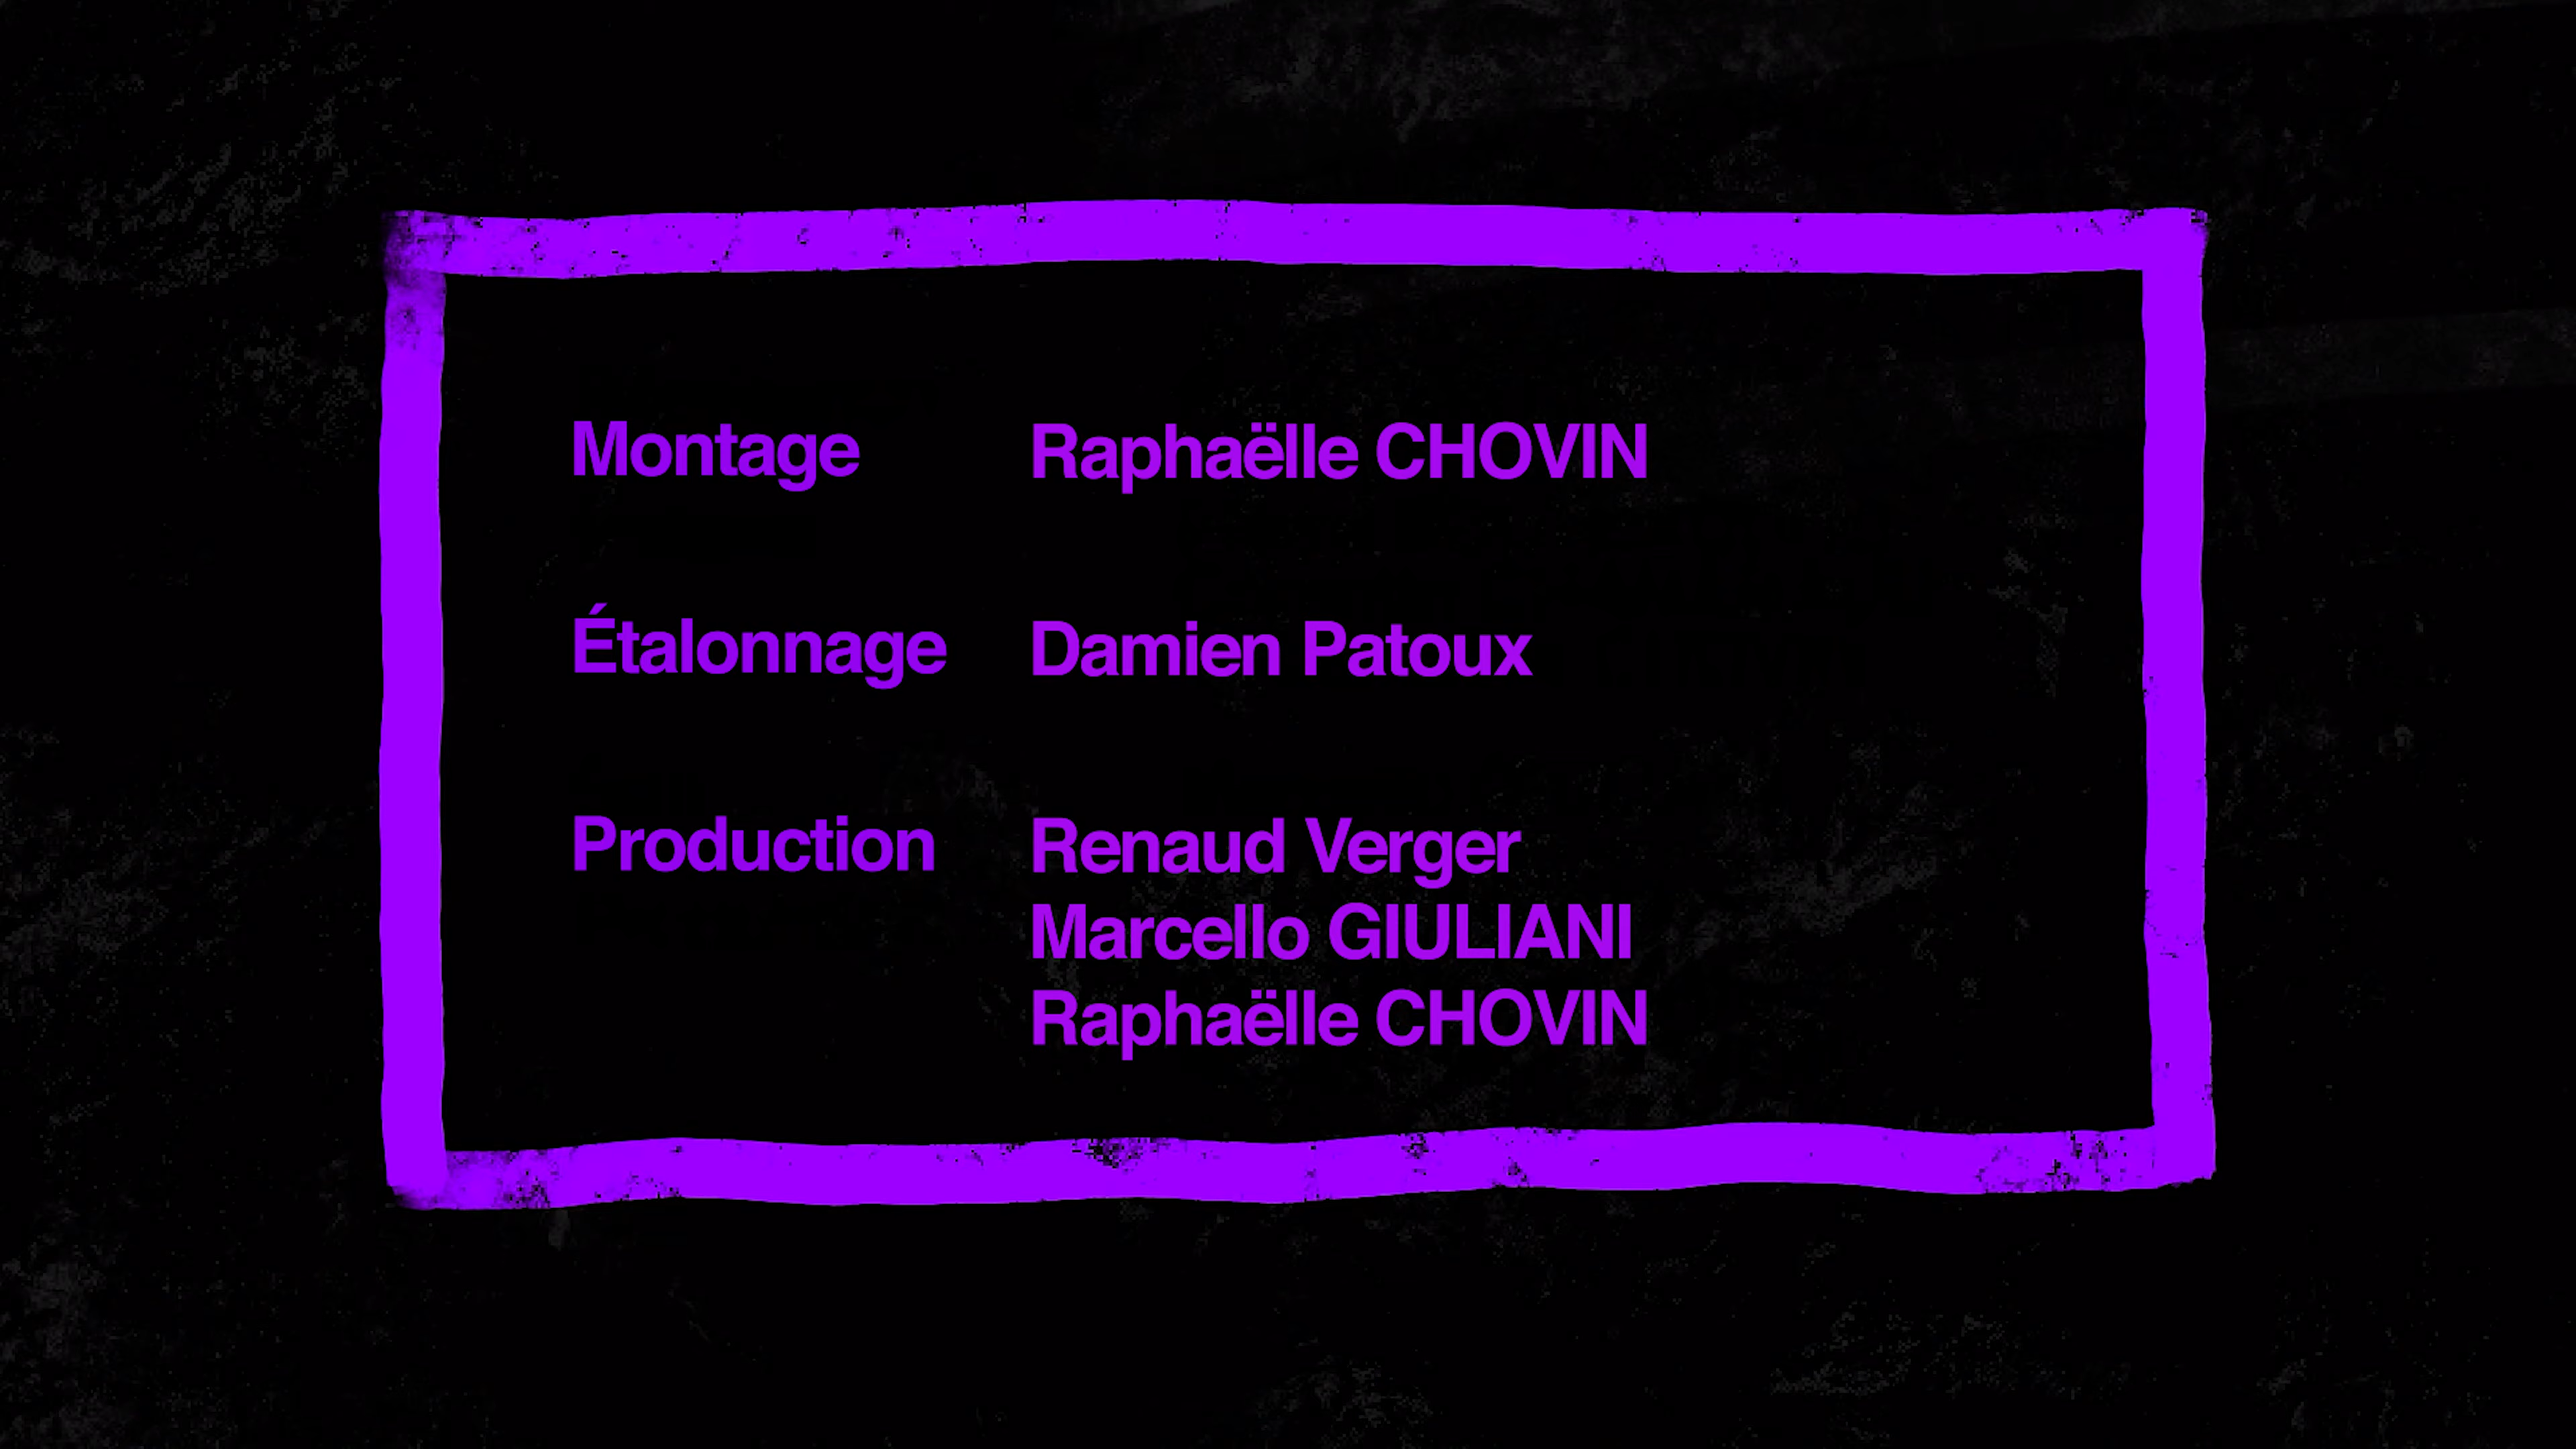 Montage Raphaëlle CHOVIN
Étalonnage Damien Patoux
Production Renaud Verger
Marcello GIULIANI
Raphaëlle CHOVIN